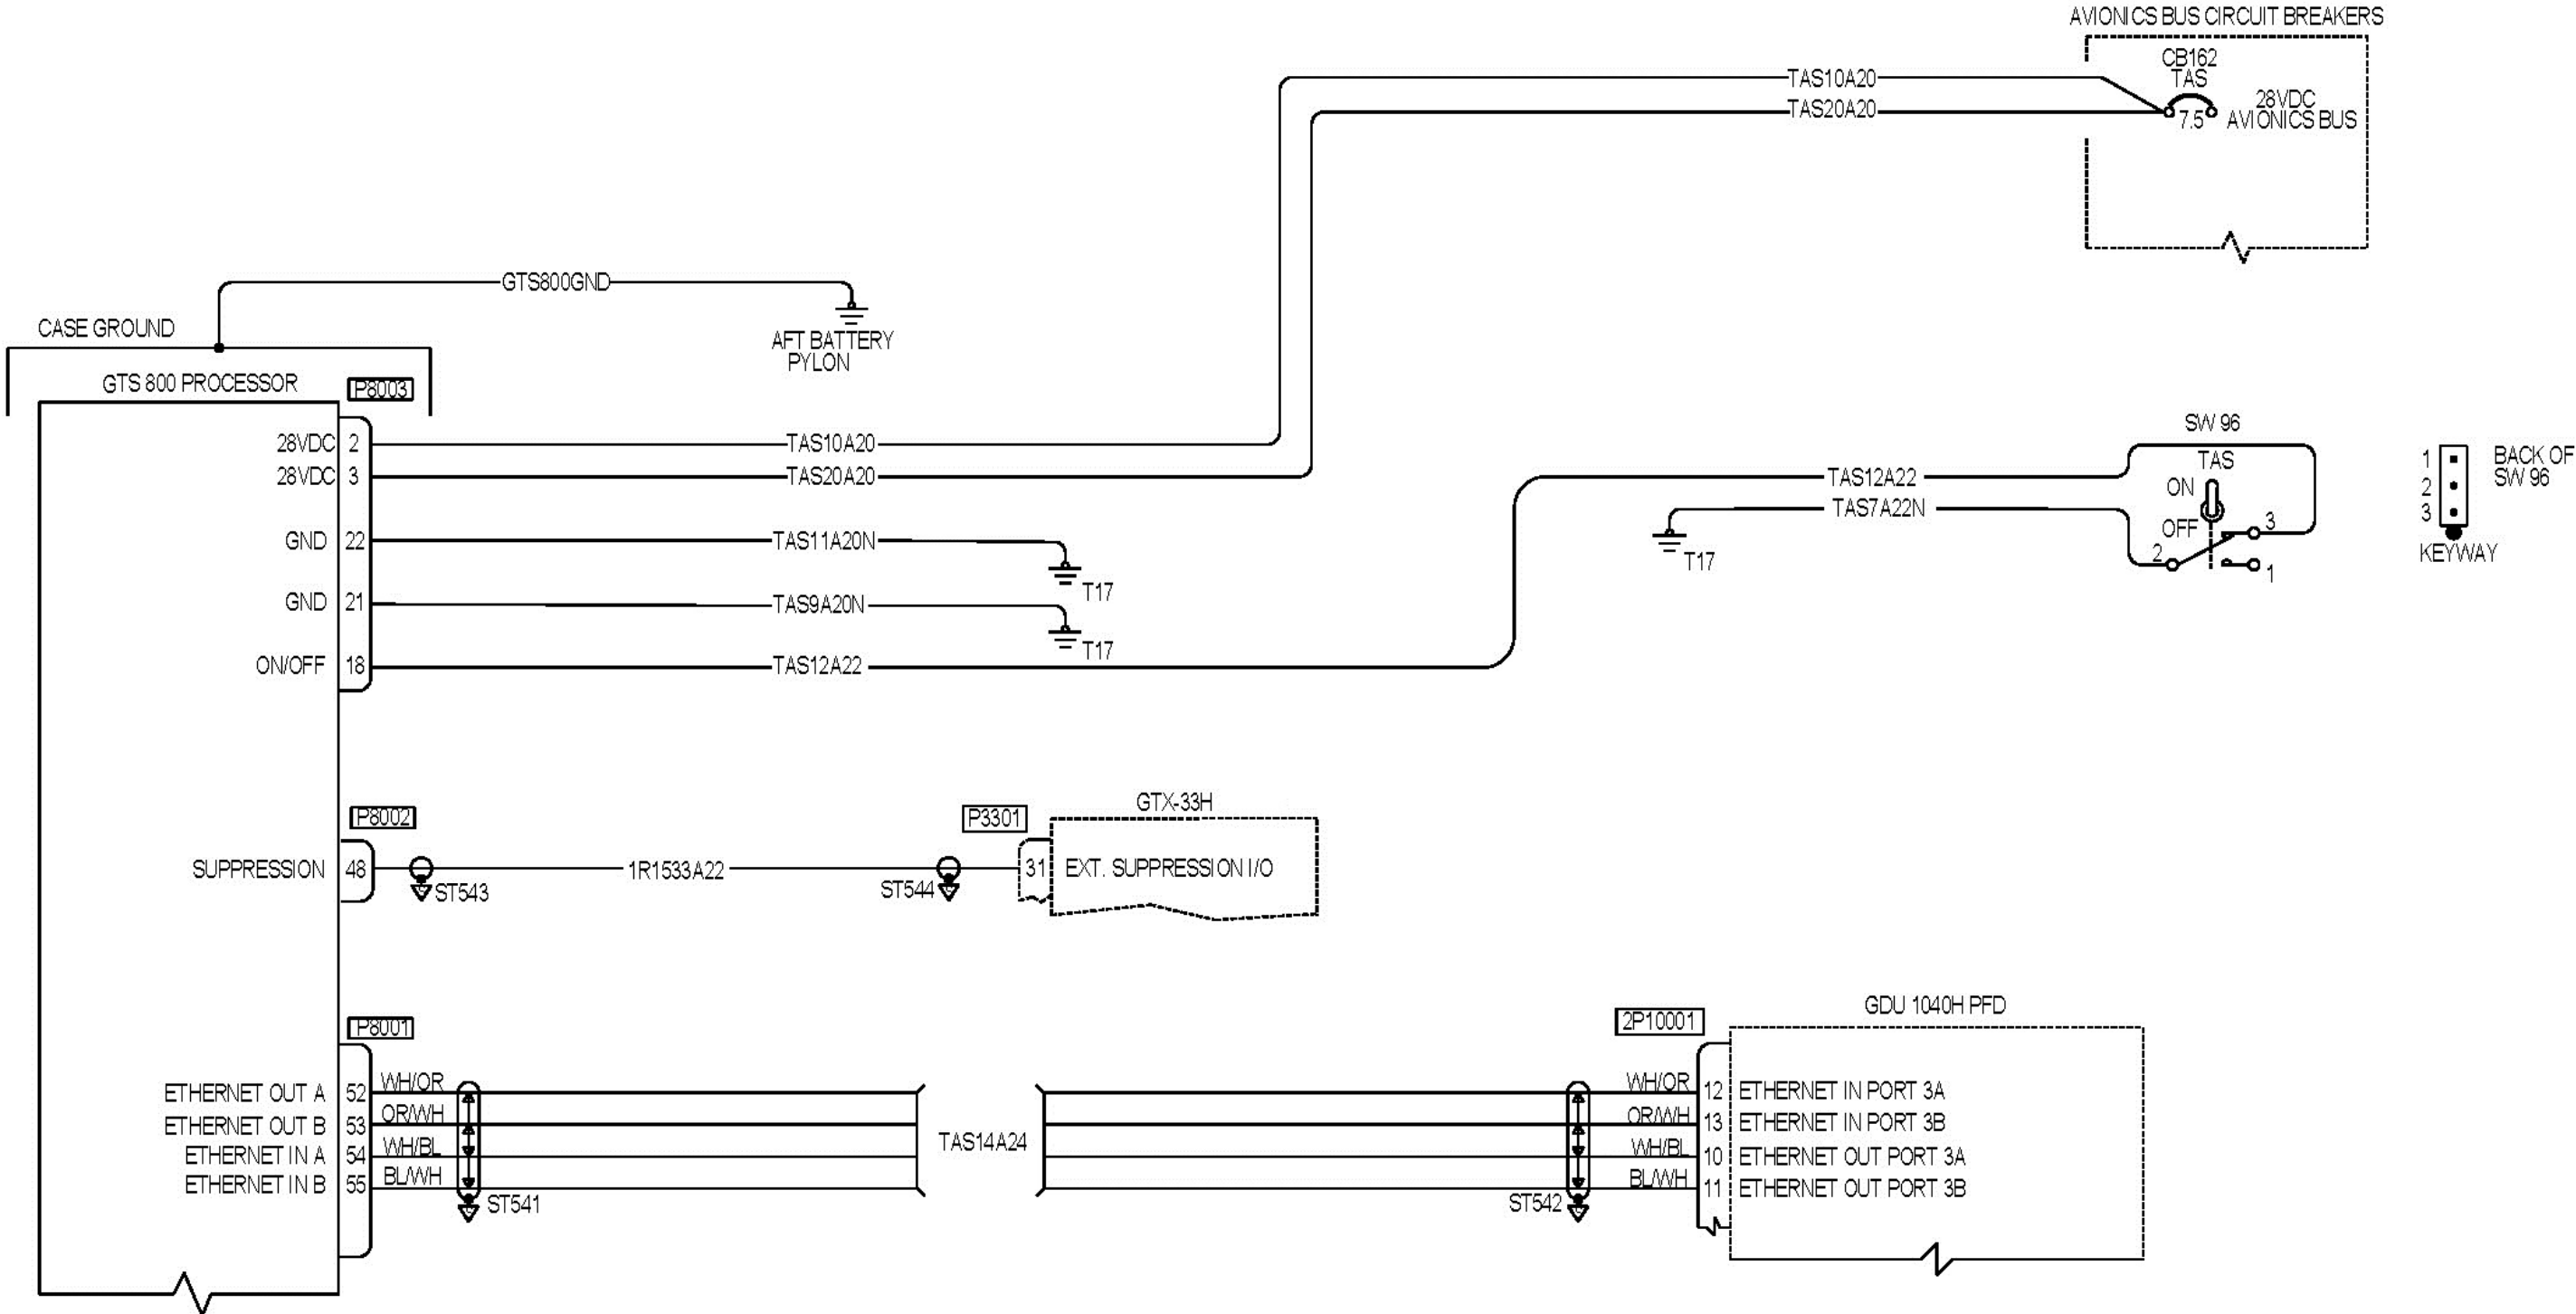 AVIONICS BUS CIRCUIT BREAKERS
CB162
TAS
7.5
28VDC
AVIONICS BUS
TAS10A20
TAS20A20
GTS800GND
AFT BATTERY
PYLON
CASE GROUND
GTS 800 PROCESSOR
P8003
28VDC 2 TAS10A20
28VDC 3 TAS20A20
GND 22 TAS11A20N
T17
GND 21 TAS9A20N
T17
ON/OFF 18 TAS12A22
TAS12A22
TAS7A22N
T17
SW 96
TAS
ON
OFF
3
2
1
1
2
3
BACK OF
SW 96
KEYWAY
P8002
SUPPRESSION 48
ST543
1R1533A22
ST544
P3301
GTX-33H
31 EXT. SUPPRESSION I/O
P8001
ETHERNET OUT A 52 WH/OR
ETHERNET OUT B 53 OR/WH
ETHERNET IN A 54 WH/BL
ETHERNET IN B 55 BL/WH
ST541
TAS14A24
2P10001
GDU 1040H PFD
WH/OR 12 ETHERNET IN PORT 3A
OR/WH 13 ETHERNET IN PORT 3B
WH/BL 10 ETHERNET OUT PORT 3A
BL/WH 11 ETHERNET OUT PORT 3B
ST542